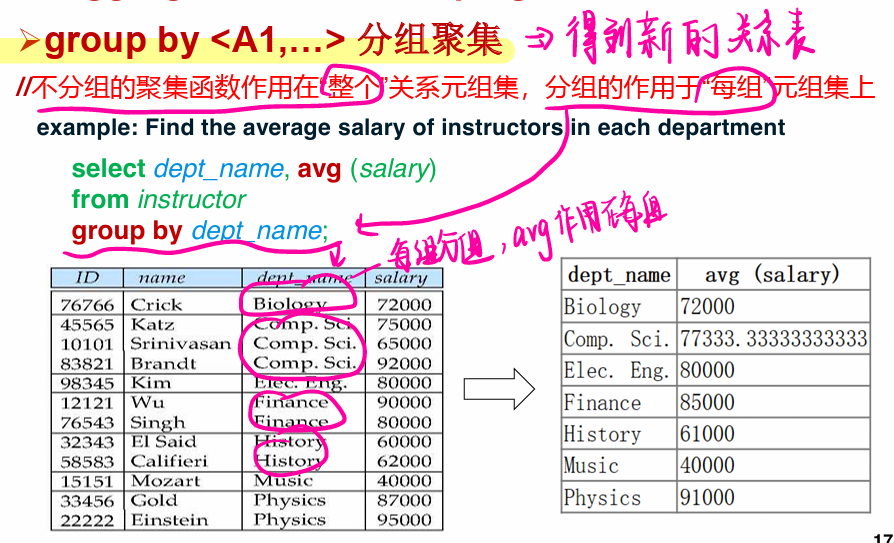 ➢group by <A1,…> 分组聚集 ⇒ 得到新的关系表
//不分组的聚集函数作用在“整个”关系元组集，分组的作用于“每组”元组集上
example: Find the average salary of instructors in each department
select dept_name, avg (salary)
from instructor
group by dept_name;
分组, avg作用在每组
ID name dept_name salary
76766 Crick Biology 72000
45565 Katz Comp. Sci. 75000
10101 Srinivasan Comp. Sci. 65000
83821 Brandt Comp. Sci. 92000
98345 Kim Elec. Eng. 80000
12121 Wu Finance 90000
76543 Singh Finance 80000
32343 El Said History 60000
58583 Califieri History 62000
15151 Mozart Music 40000
33456 Gold Physics 87000
22222 Einstein Physics 95000
dept_name avg (salary)
Biology 72000
Comp. Sci. 77333.33333333333
Elec. Eng. 80000
Finance 85000
History 61000
Music 40000
Physics 91000
17